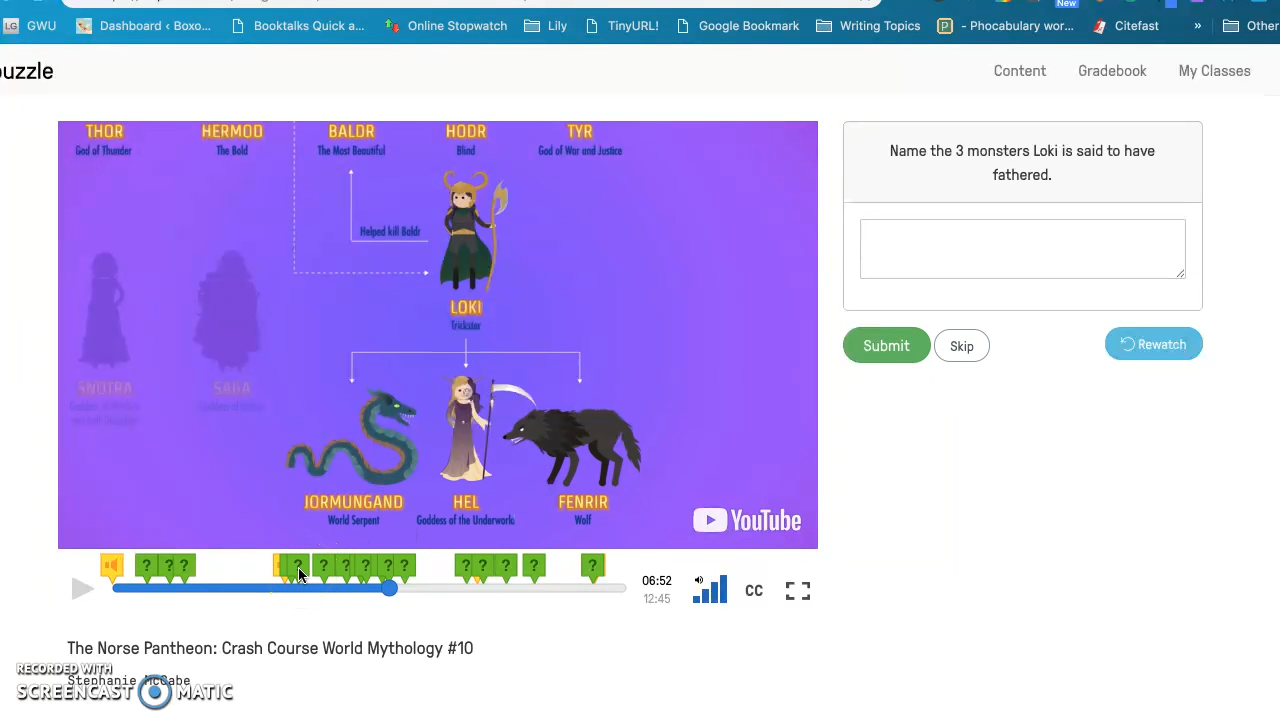 New
LG GWU Dashboard ‹ Boxo... Booktalks Quick a... Online Stopwatch Lily TinyURL! Google Bookmark Writing Topics P - Phocabulary wor... Citefast » Other
puzzle Content Gradebook My Classes
THOR HERMOD BALDR HODR TYR
God of Thunder The Bold The Most Beautiful Blind God of War and Justice
Helped kill Baldr
LOKI
Trickster
SNOTRA SAGA
JORMUNGAND HEL FENRIR
World Serpent Goddess of the Underworld Wolf
YouTube
Name the 3 monsters Loki is said to have
fathered.
Submit Skip Rewatch
? ? ? ? ? ? ? ? ? ? ? ? ? ?
06:52
12:45
CC
The Norse Pantheon: Crash Course World Mythology #10
Stephanie McCabe
RECORDED WITH
SCREENCAST MATIC